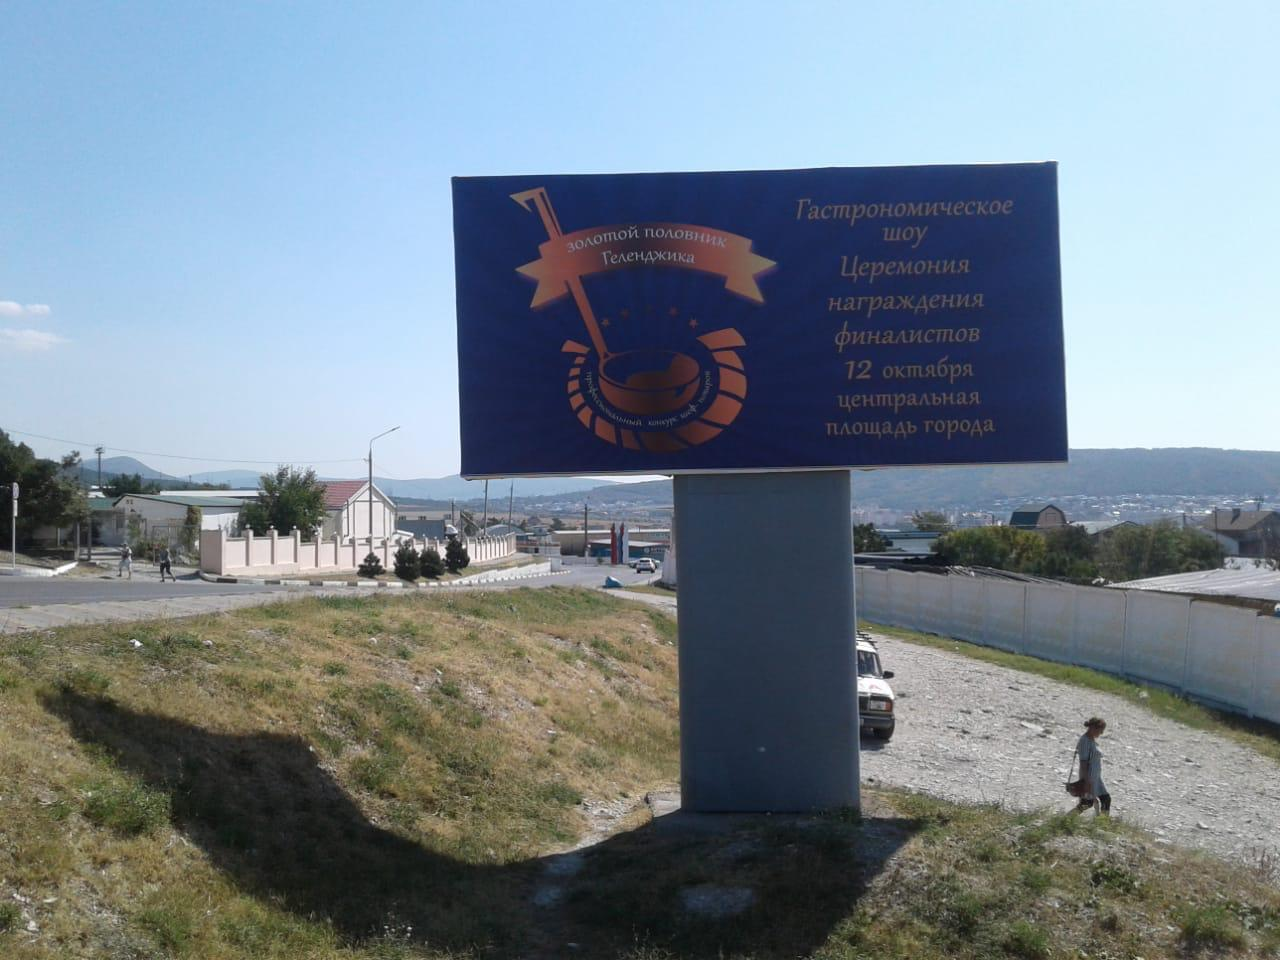 золотой половник
Геленджика
профессиональный конкурс шеф. поваров
Гастрономическое
шоу
Церемония
награждения
финалистов
12 октября
центральная
площадь города